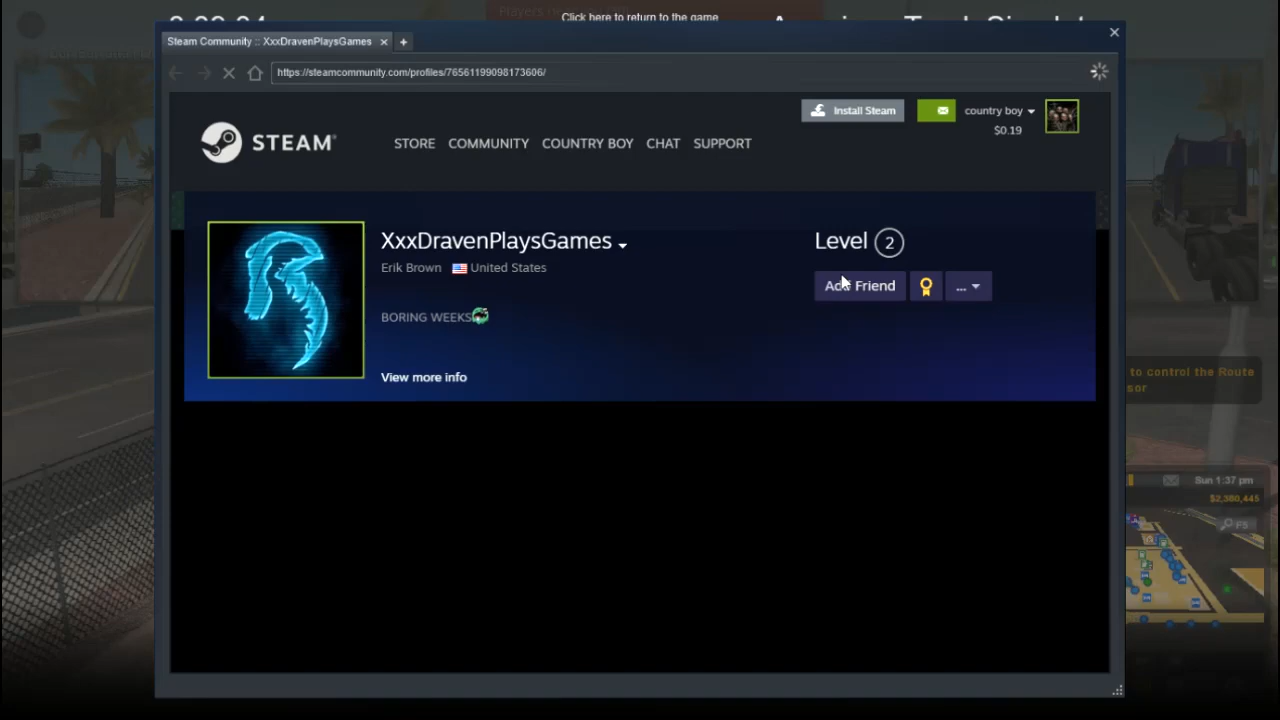 Click here to return to the game
Steam Community :: XxxDravenPlaysGames
https://steamcommunity.com/profiles/76561199098173606/
Install Steam
country boy
$0.19
STEAM®
STORE COMMUNITY COUNTRY BOY CHAT SUPPORT
XxxDravenPlaysGames
Erik Brown United States
BORING WEEKS
View more info
Level 2
Add Friend
...
to control the Route
sor
Sun 1:37 pm
$2,380,445
F5